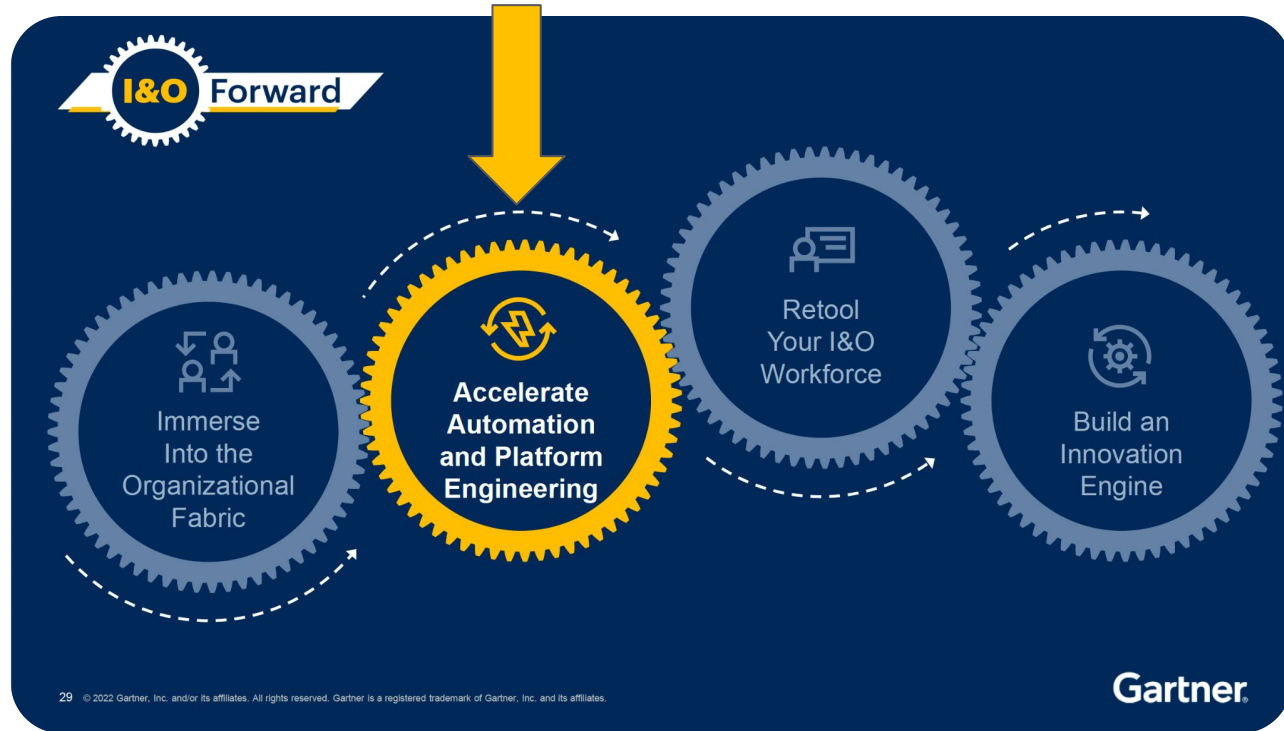 I&O Forward
Immerse
Into the
Organizational
Fabric
Accelerate
Automation
and Platform
Engineering
Retool
Your I&O
Workforce
Build an
Innovation
Engine
29 © 2022 Gartner, Inc. and/or its affiliates. All rights reserved. Gartner is a registered trademark of Gartner, Inc. and its affiliates.
Gartner®